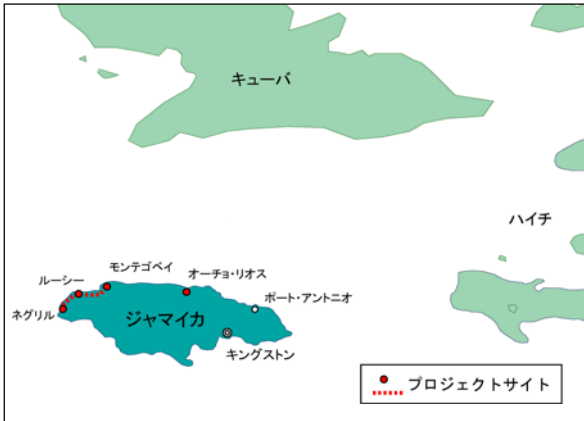 キューバ
ハイチ
モンテゴベイ
オーチョ・リオス
ルーシー
ポート・アントニオ
ネグリル
ジャマイカ
キングストン
プロジェクトサイト